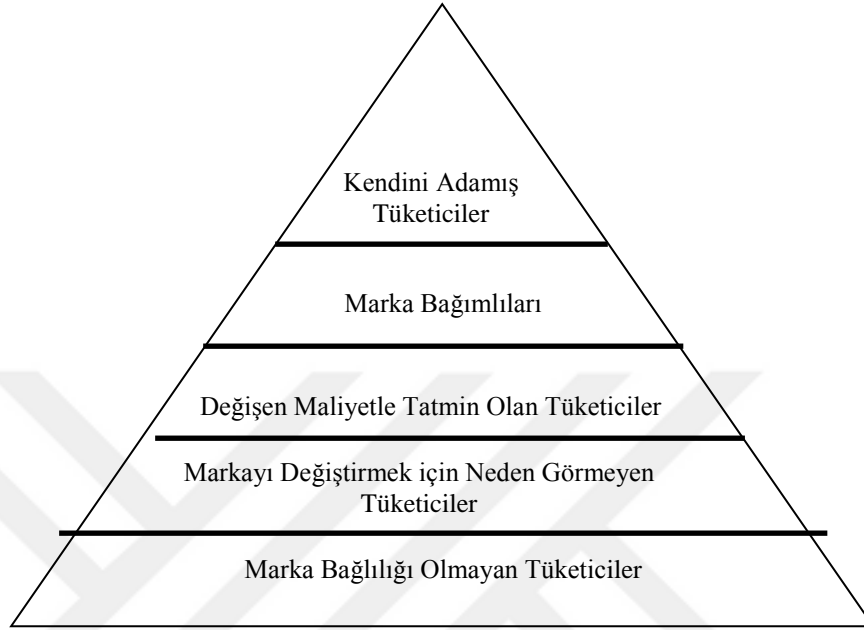 Kendini Adamış
Tüketiciler
Marka Bağımlıları
Değişen Maliyetle Tatmin Olan Tüketiciler
Markayı Değiştirmek için Neden Görmeyen
Tüketiciler
Marka Bağlılığı Olmayan Tüketiciler